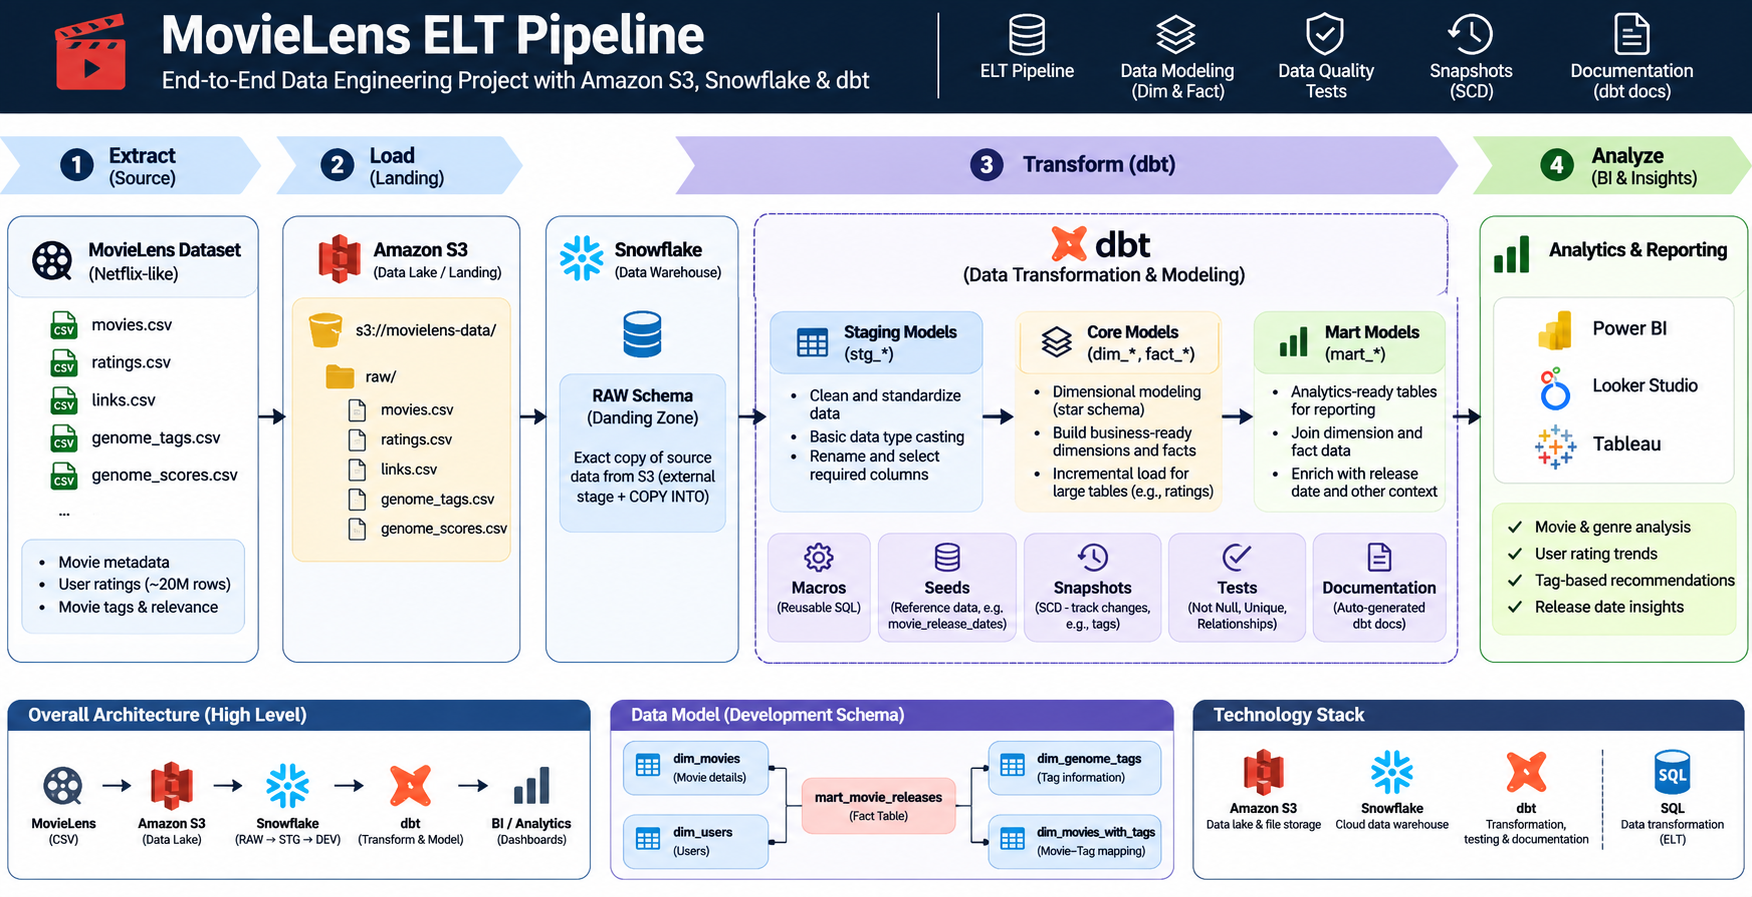 MovieLens ELT Pipeline
End-to-End Data Engineering Project with Amazon S3, Snowflake & dbt
ELT Pipeline
Data Modeling
(Dim & Fact)
Data Quality
Tests
Snapshots
(SCD)
Documentation
(dbt docs)
1
Extract
(Source)
2
Load
(Landing)
3
Transform (dbt)
4
Analyze
(BI & Insights)
MovieLens Dataset
(Netflix-like)
CSV movies.csv
CSV ratings.csv
CSV links.csv
CSV genome_tags.csv
CSV genome_scores.csv
...
• Movie metadata
• User ratings (~20M rows)
• Movie tags & relevance
Amazon S3
(Data Lake / Landing)
s3://movielens-data/
raw/
movies.csv
ratings.csv
links.csv
genome_tags.csv
genome_scores.csv
Snowflake
(Data Warehouse)
RAW Schema
(Danding Zone)
Exact copy of source
data from S3 (external
stage + COPY INTO)
dbt
(Data Transformation & Modeling)
Staging Models
(stg_*)
• Clean and standardize
data
• Basic data type casting
• Rename and select
required columns
Core Models
(dim_*, fact_*)
• Dimensional modeling
(star schema)
• Build business-ready
dimensions and facts
• Incremental load for
large tables (e.g., ratings)
Mart Models
(mart_*)
• Analytics-ready tables
for reporting
• Join dimension and
fact data
• Enrich with release
date and other context
Macros
(Reusable SQL)
Seeds
(Reference data, e.g.
movie_release_dates)
Snapshots
(SCD - track changes,
e.g., tags)
Tests
(Not Null, Unique,
Relationships)
Documentation
(Auto-generated
dbt docs)
Analytics & Reporting
Power BI
Looker Studio
Tableau
✓ Movie & genre analysis
✓ User rating trends
✓ Tag-based recommendations
✓ Release date insights
Overall Architecture (High Level)
MovieLens
(CSV)
Amazon S3
(Data Lake)
Snowflake
(RAW → STG → DEV)
dbt
(Transform & Model)
BI / Analytics
(Dashboards)
Data Model (Development Schema)
dim_movies
(Movie details)
dim_users
(Users)
mart_movie_releases
(Fact Table)
dim_genome_tags
(Tag information)
dim_movies_with_tags
(Movie–Tag mapping)
Technology Stack
Amazon S3
Data lake & file storage
Snowflake
Cloud data warehouse
dbt
Transformation,
testing & documentation
SQL
SQL
Data transformation
(ELT)